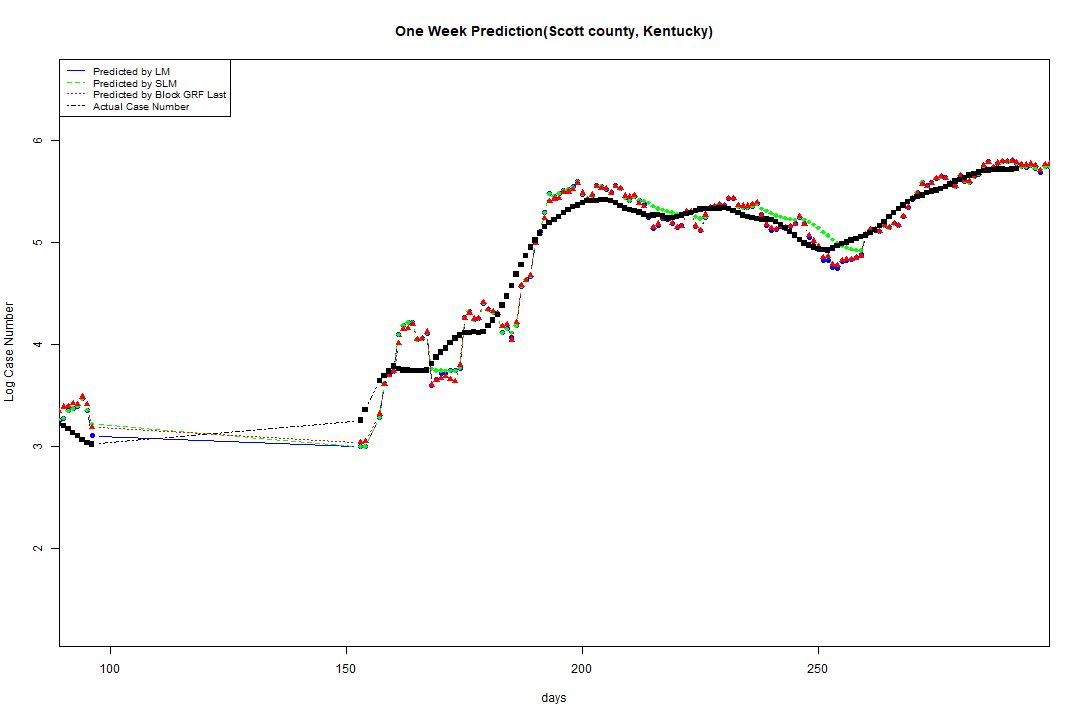 One Week Prediction(Scott county, Kentucky)
Predicted by LM
Predicted by SLM
Predicted by Block GRF Last
Actual Case Number
6
5
4
3
2
Log Case Number
100 150 200 250
days